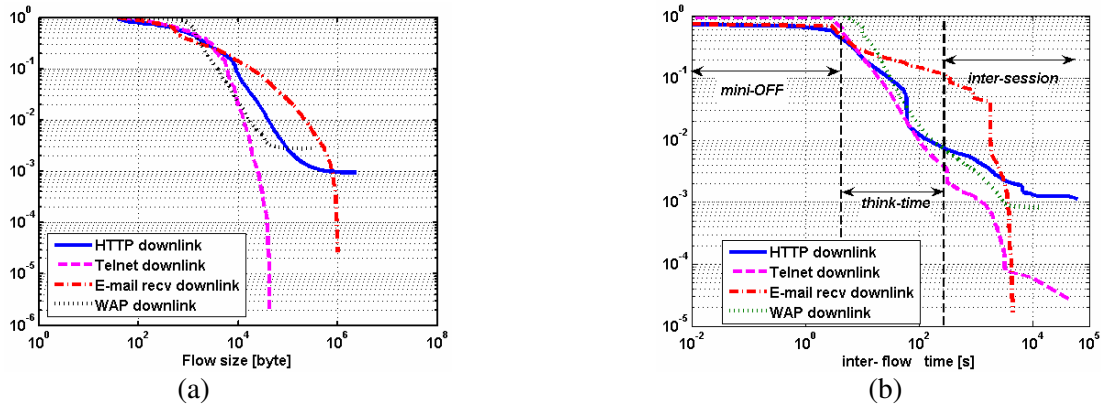 10^0
10^-1
10^-2
10^-3
10^-4
10^-5
10^-6
HTTP downlink
Telnet downlink
E-mail recv downlink
WAP downlink
10^0 10^2 10^4 10^6 10^8
Flow size [byte]
(a)
10^0
10^-1
10^-2
10^-3
10^-4
10^-5
mini-OFF
inter-session
think-time
HTTP downlink
Telnet downlink
E-mail recv downlink
WAP downlink
10^-2 10^0 10^2 10^4 10^6
inter- flow time [s]
(b)